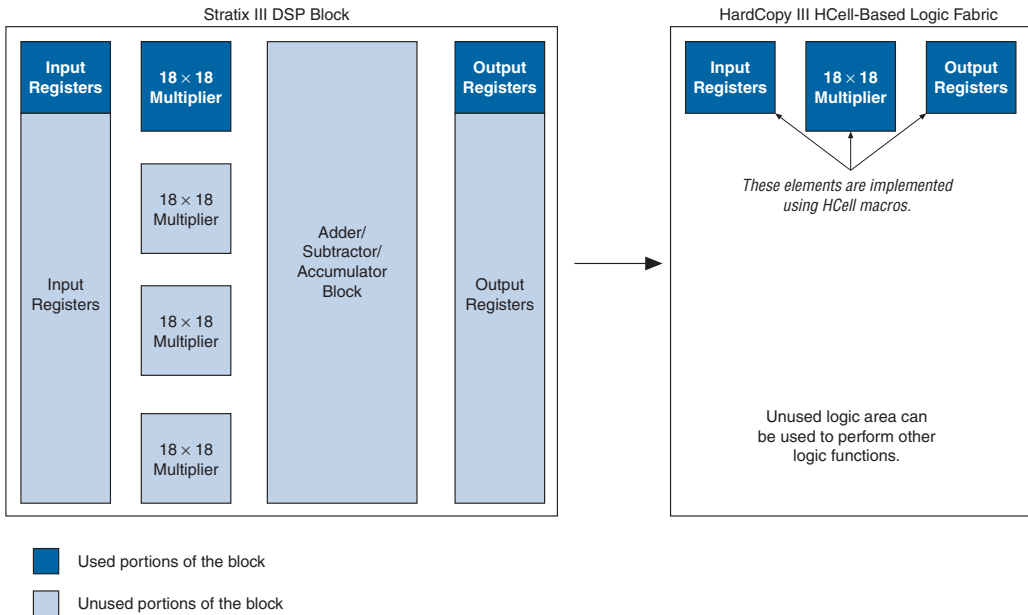 Stratix III DSP Block
Input
Registers
18 × 18
Multiplier
Output
Registers
18 × 18
Multiplier
Input
Registers
Adder/
Subtractor/
Accumulator
Block
Output
Registers
18 × 18
Multiplier
18 × 18
Multiplier
HardCopy III HCell-Based Logic Fabric
Input
Registers
18 × 18
Multiplier
Output
Registers
These elements are implemented
using HCell macros.
Unused logic area can
be used to perform other
logic functions.
Used portions of the block
Unused portions of the block